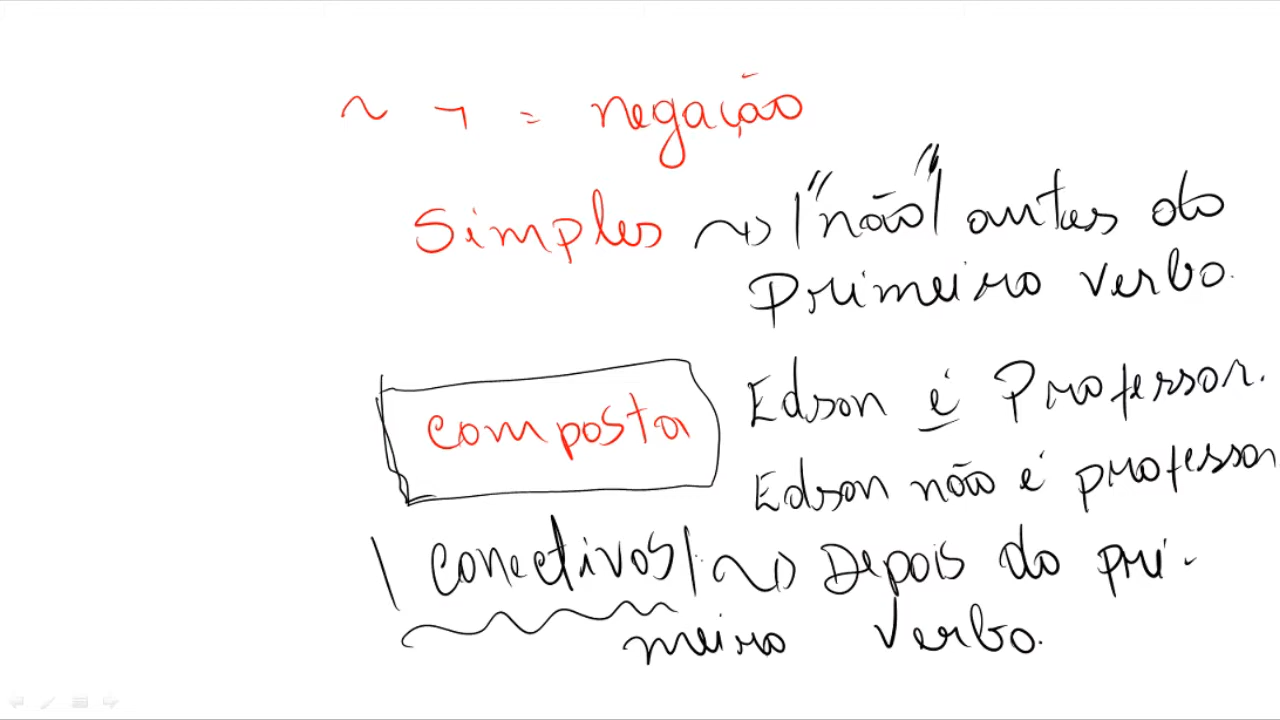 ~ ¬ = negação
Simples ~> |"não"| antes do
primeiro verbo.
Edson é Professor.
composta
Edson não é professor
| conectivos | ~> Depois do pri-
meiro verbo.